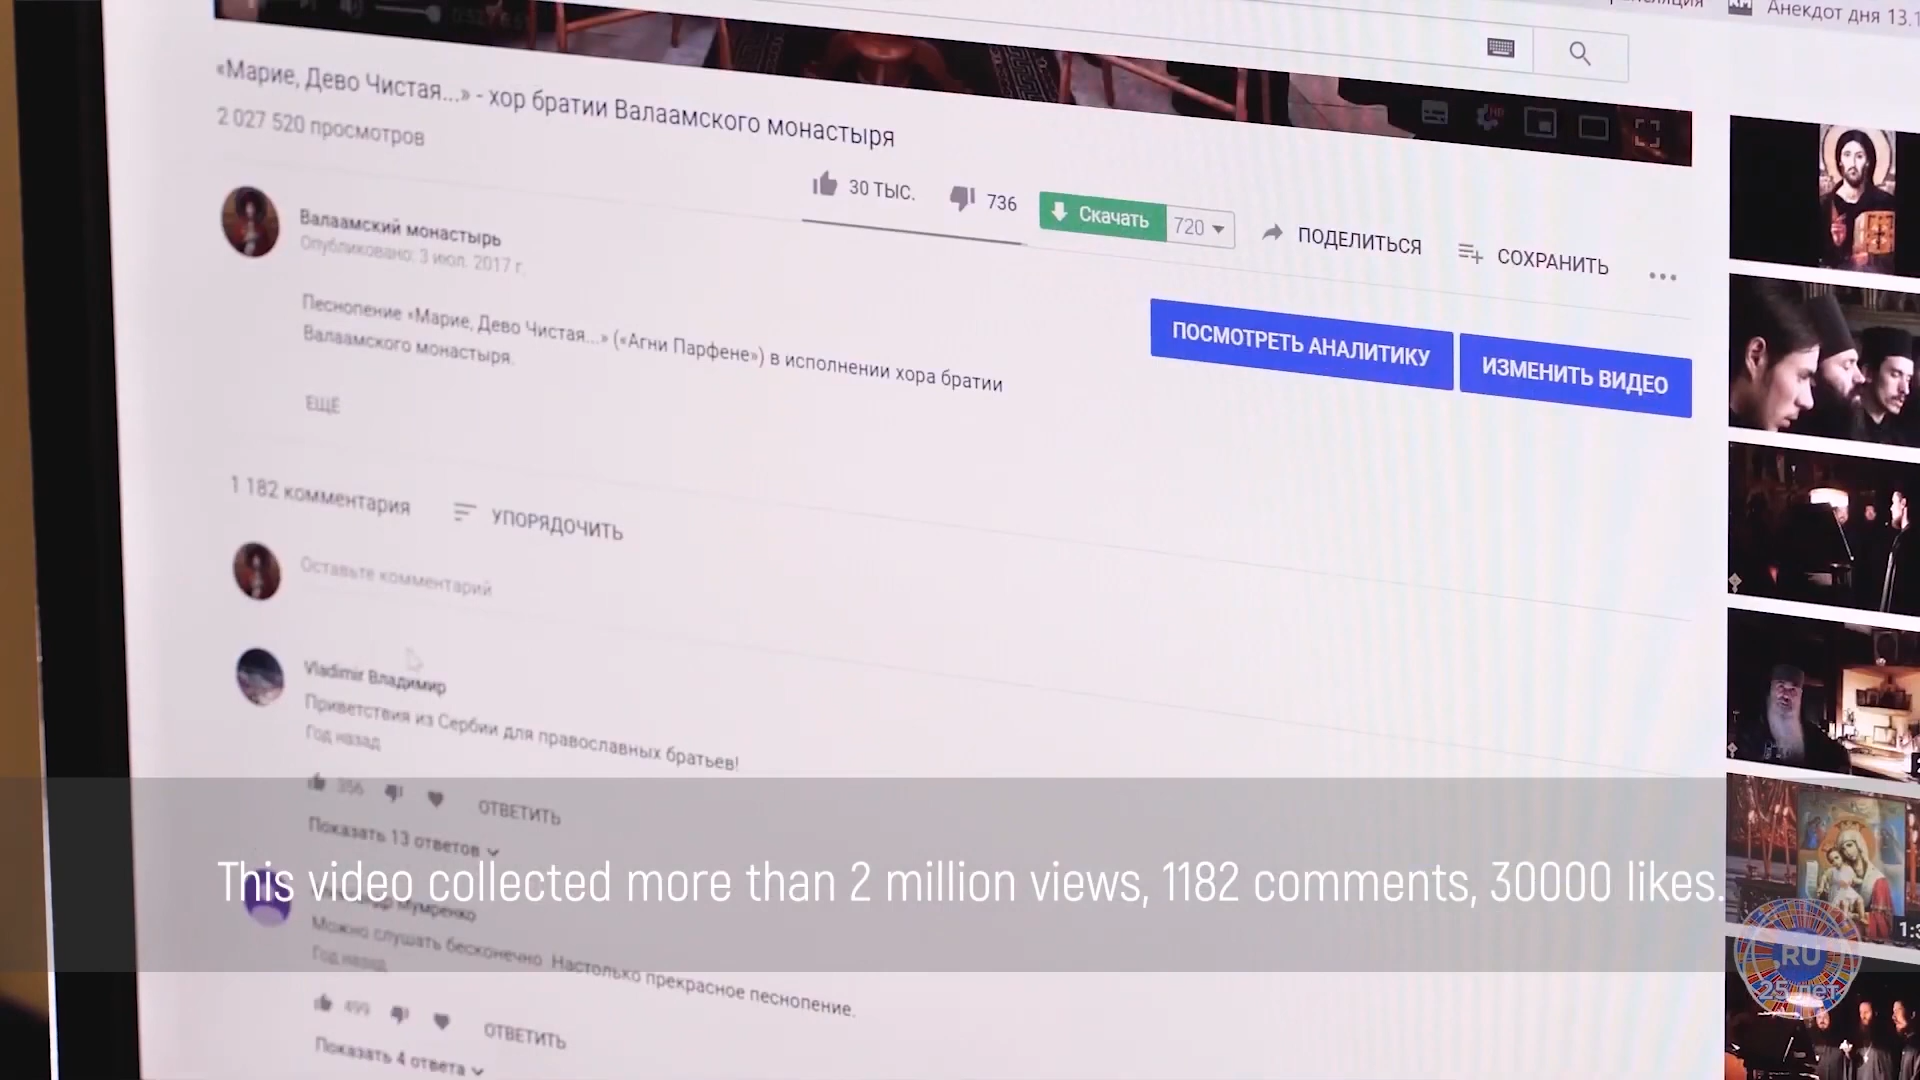 Анекдот дня 13.1
«Марие, Дево Чистая...» - хор братии Валаамского монастыря
2 027 520 просмотров
30 ТЫС.
736
Скачать
720
ПОДЕЛИТЬСЯ
СОХРАНИТЬ
Валаамский монастырь
Опубликовано: 3 июл. 2017 г.
Песнопение «Марие, Дево Чистая...» («Агни Парфене») в исполнении хора братии
Валаамского монастыря.
ЕЩЁ
ПОСМОТРЕТЬ АНАЛИТИКУ
ИЗМЕНИТЬ ВИДЕО
1 182 комментария
УПОРЯДОЧИТЬ
Оставьте комментарий
Vladimir Владимир
Приветствия из Сербии для православных братьев!
Год назад
356
ОТВЕТИТЬ
Показать 13 ответов
This video collected more than 2 million views, 1182 comments, 30000 likes.
Мумренко
Можно слушать бесконечно. Настолько прекрасное песнопение.
Год назад
499
ОТВЕТИТЬ
Показать 4 ответа
.RU
25 лет